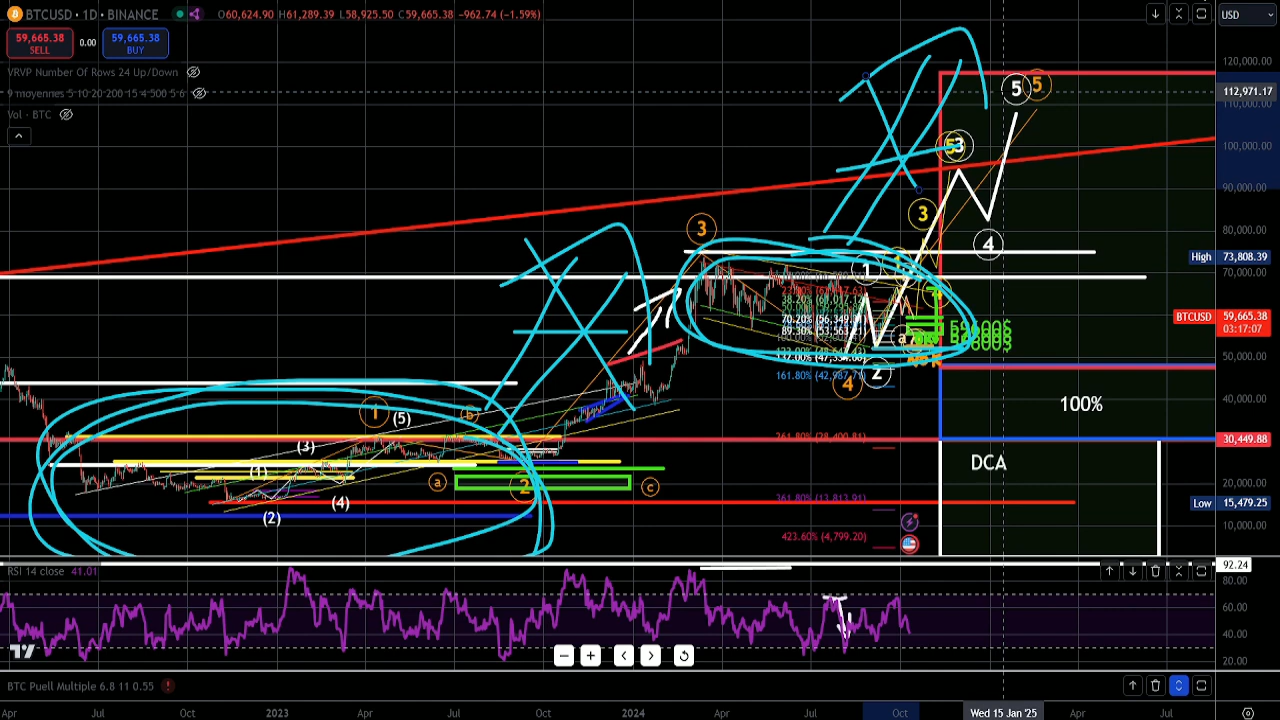 BTCUSD · 1D · BINANCE
O60,624.90 H61,289.39 L58,925.50 C59,665.38 −962.74 (−1.59%)
USD
59,665.38
SELL
0.00
59,665.38
BUY
VRVP Number Of Rows 24 Up/Down
9 moyennes 5 10 20 200 15 4 500 5 6
Vol · BTC
120,000.00
112,971.17
110,000.00
100,000.00
90,000.00
80,000.00
High 73,808.39
70,000.00
BTCUSD 59,665.38
03:17:07
50,000.00
40,000.00
30,449.88
20,000.00
Low 15,479.25
10,000.00
5 5
5 3
3
3
4
1
70.20% (56,349.01)
161.80% (42,987.71)
4
2
100%
1
(5)
b
261.80% (28,400.81)
(3)
(1)
DCA
a
2
c
(4)
(2)
361.80% (13,813.91)
423.60% (4,799.20)
RSI 14 close 41.01
92.24
80.00
60.00
40.00
20.00
BTC Puell Multiple 6.8 11 0.55
Apr Jul Oct 2023 Apr Jul Oct 2024 Apr Jul Oct Wed 15 Jan '25 Apr Jul